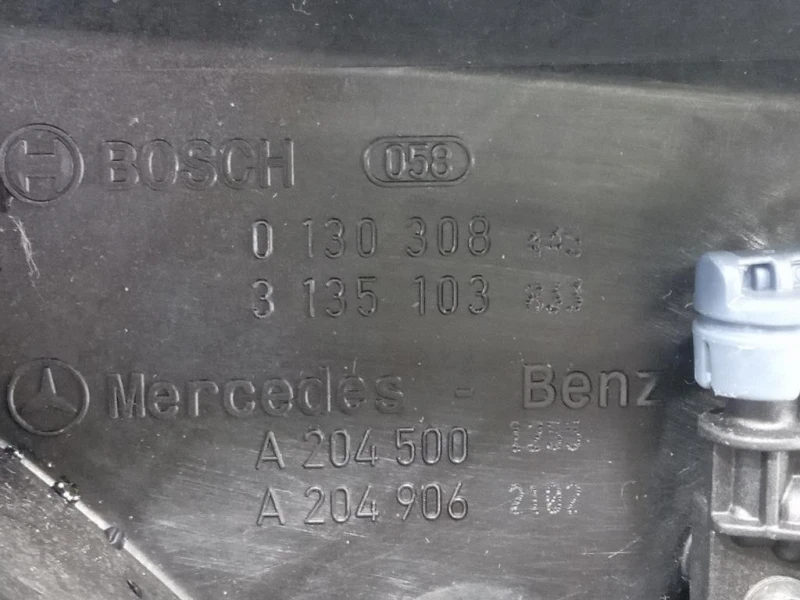 BOSCH 058
0 130 308
3 135 103
Mercedes - Benz
A 204 500
A 204 906 2102